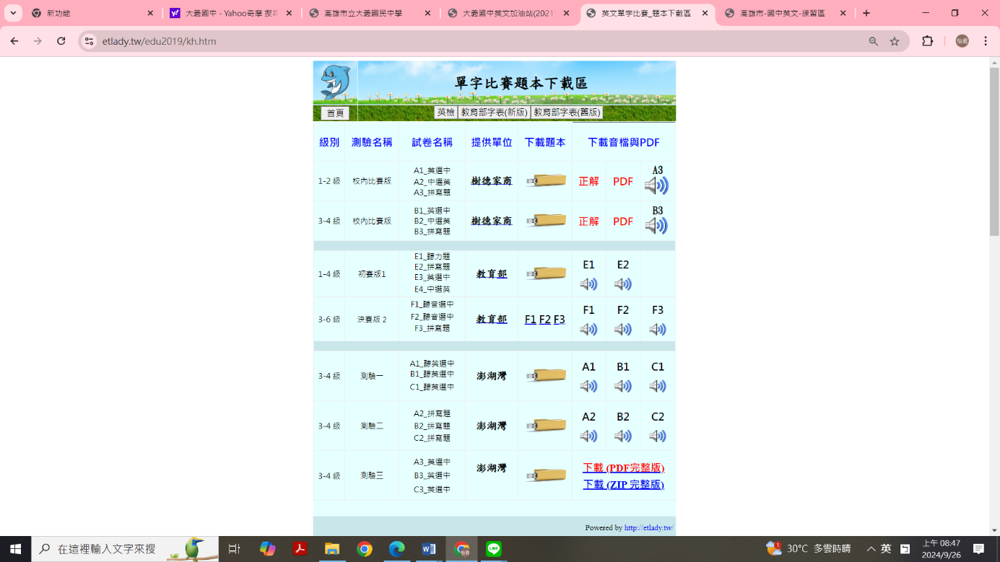 新功能
大義國中 - Yahoo奇摩 搜尋
高雄市立大義國民中學
大義國中英文加油站(2021
英文單字比賽_題本下載區
高雄市-國中英文-練習區
etlady.tw/edu2019/kh.htm
怡君
單字比賽題本下載區
首頁
英檢 教育部字表(新版) 教育部字表(舊版)
級別 測驗名稱 試卷名稱 提供單位 下載題本 下載音檔與PDF
1-2 級 校內比賽版
A1_英選中
A2_中選英
A3_拼寫題
樹德家商
正解 PDF A3
3-4 級 校內比賽版
B1_英選中
B2_中選英
B3_拼寫題
樹德家商
正解 PDF B3
1-4 級 初賽版1
E1_聽力題
E2_拼寫題
E3_英選中
E4_中選英
教育部
E1 E2
3-6 級 決賽版 2
F1_聽音選中
F2_聽音選中
F3_拼寫題
教育部
F1 F2 F3
F1 F2 F3
3-4 級 測驗一
A1_聽英選中
B1_聽英選中
C1_聽英選中
澎湖灣
A1 B1 C1
3-4 級 測驗二
A2_拼寫題
B2_拼寫題
C2_拼寫題
澎湖灣
A2 B2 C2
3-4 級 測驗三
A3_英選中
B3_英選中
C3_英選中
澎湖灣
下載 (PDF完整版)
下載 (ZIP 完整版)
Powered by http://etlady.tw/
在這裡輸入文字來搜
30°C 多雲時晴
英
上午 08:47
2024/9/26